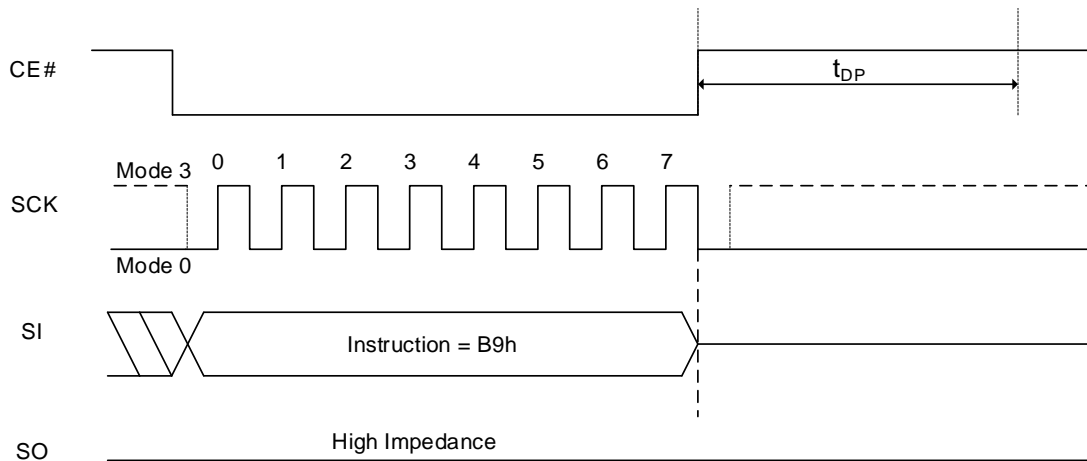 CE#
tDP
Mode 3
0 1 2 3 4 5 6 7
SCK
Mode 0
SI
Instruction = B9h
SO
High Impedance